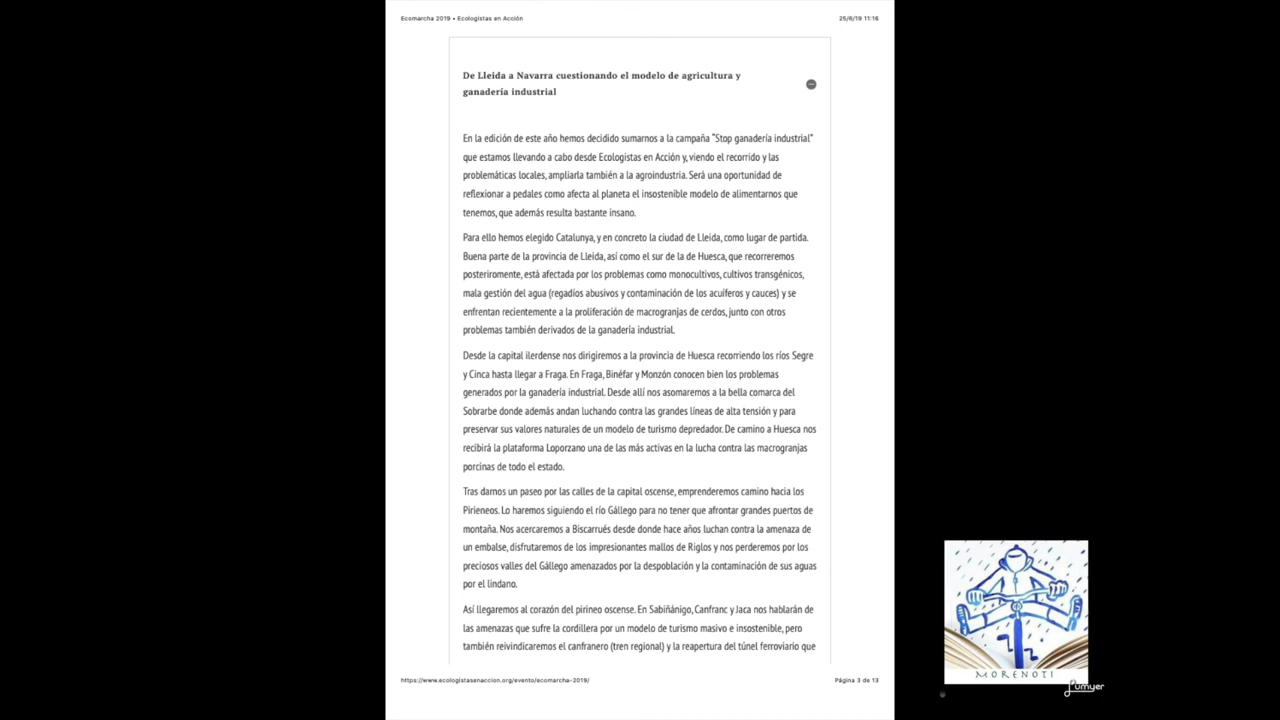 Ecomarcha 2019 • Ecologistas en Acción
25/6/19 11:16
De Lleida a Navarra cuestionando el modelo de agricultura y
ganadería industrial
En la edición de este año hemos decidido sumarnos a la campaña “Stop ganadería industrial”
que estamos llevando a cabo desde Ecologistas en Acción y, viendo el recorrido y las
problemáticas locales, ampliarla también a la agroindustria. Será una oportunidad de
reflexionar a pedales como afecta al planeta el insostenible modelo de alimentarnos que
tenemos, que además resulta bastante insano.
Para ello hemos elegido Catalunya, y en concreto la ciudad de Lleida, como lugar de partida.
Buena parte de la provincia de Lleida, así como el sur de la de Huesca, que recorreremos
posteriromente, está afectada por los problemas como monocultivos, cultivos transgénicos,
mala gestión del agua (regadíos abusivos y contaminación de los acuíferos y cauces) y se
enfrentan recientemente a la proliferación de macrogranjas de cerdos, junto con otros
problemas también derivados de la ganadería industrial.
Desde la capital ilerdense nos dirigiremos a la provincia de Huesca recorriendo los ríos Segre
y Cinca hasta llegar a Fraga. En Fraga, Binéfar y Monzón conocen bien los problemas
generados por la ganadería industrial. Desde allí nos asomaremos a la bella comarca del
Sobrarbe donde además andan luchando contra las grandes líneas de alta tensión y para
preservar sus valores naturales de un modelo de turismo depredador. De camino a Huesca nos
recibirá la plataforma Loporzano una de las más activas en la lucha contra las macrogranjas
porcinas de todo el estado.
Tras darnos un paseo por las calles de la capital oscense, emprenderemos camino hacia los
Pirieneos. Lo haremos siguiendo el río Gállego para no tener que afrontar grandes puertos de
montaña. Nos acercaremos a Biscarrués desde donde hace años luchan contra la amenaza de
un embalse, disfrutaremos de los impresionantes mallos de Riglos y nos perderemos por los
preciosos valles del Gállego amenazados por la despoblación y la contaminación de sus aguas
por el lindano.
Así llegaremos al corazón del pirineo oscense. En Sabiñánigo, Canfranc y Jaca nos hablarán de
las amenazas que sufre la cordillera por un modelo de turismo masivo e insostenible, pero
también reivindicaremos el canfranero (tren regional) y la reapertura del túnel ferroviario que
https://www.ecologistasenaccion.org/evento/ecomarcha-2019/
Página 3 de 13
MORENOTI
Lumyer